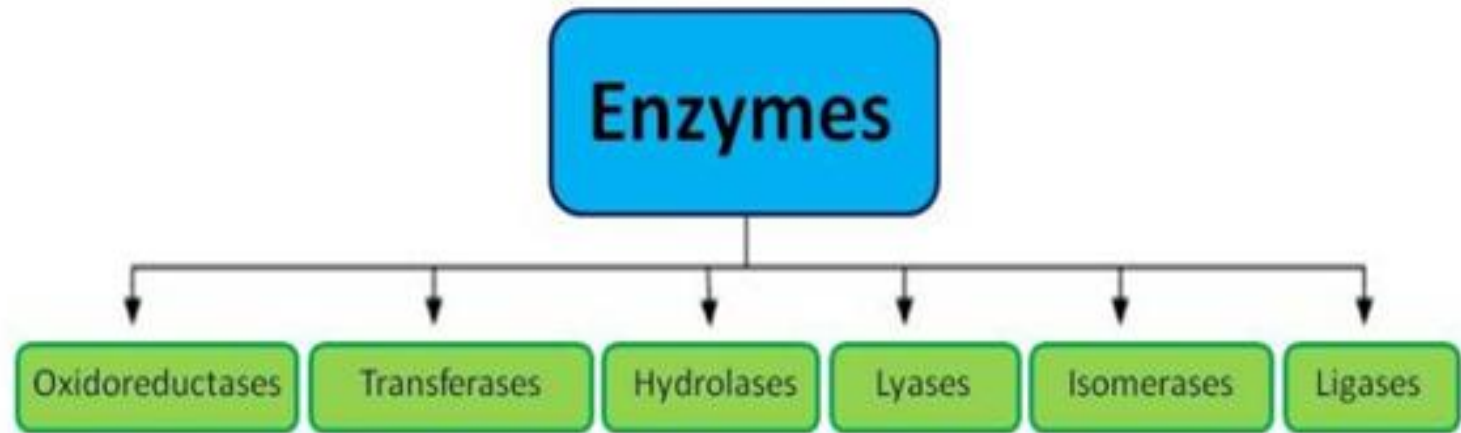 Enzymes
Oxidoreductases
Transferases
Hydrolases
Lyases
Isomerases
Ligases